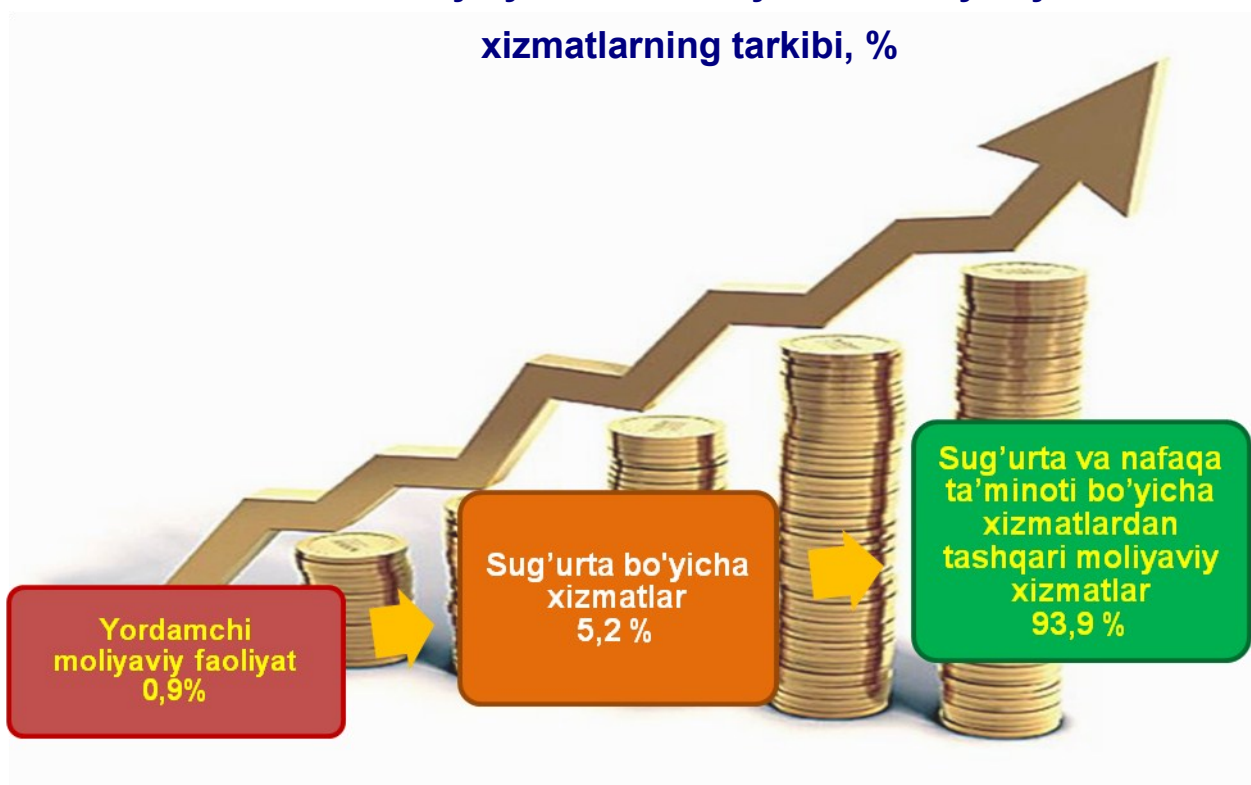 xizmatlarning tarkibi, %
Sug’urta va nafaqa
ta’minoti bo’yicha
xizmatlardan
tashqari moliyaviy
xizmatlar
93,9 %
Sug’urta bo'yicha
xizmatlar
5,2 %
Yordamchi
moliyaviy faoliyat
0,9%